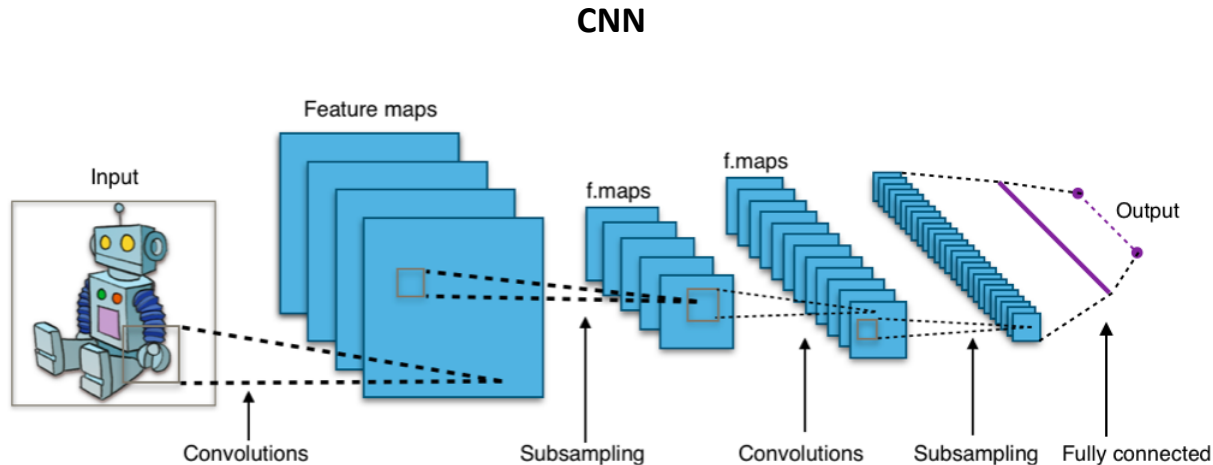 CNN
Feature maps
f.maps
Input
f.maps
Output
Convolutions
Subsampling
Convolutions
Subsampling
Fully connected